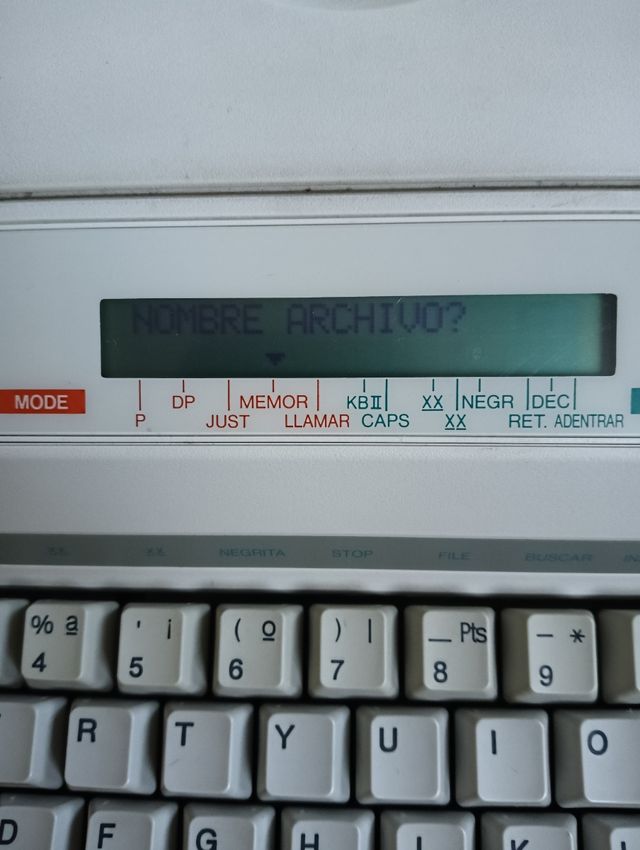 NOMBRE ARCHIVO?
MODE
DP MEMOR KBII XX NEGR DEC
P JUST LLAMAR CAPS XX RET. ADENTRAR
NEGRITA STOP FILE BUSCAR
% ª ' ¡ ( º ) | _ Pts – *
4 5 6 7 8 9
R T Y U I O
D F G H J K